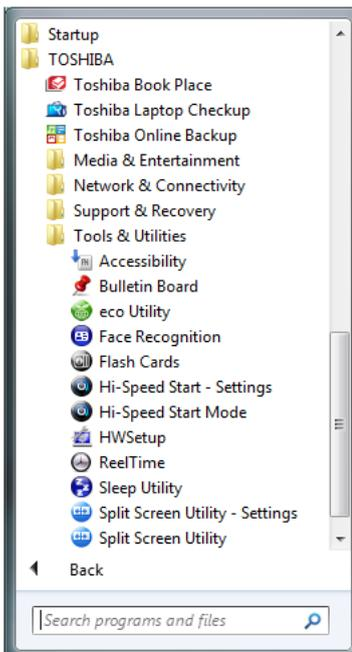 Startup
TOSHIBA
Toshiba Book Place
Toshiba Laptop Checkup
Toshiba Online Backup
Media & Entertainment
Network & Connectivity
Support & Recovery
Tools & Utilities
Accessibility
Bulletin Board
eco Utility
Face Recognition
Flash Cards
Hi-Speed Start - Settings
Hi-Speed Start Mode
HWSetup
ReelTime
Sleep Utility
Split Screen Utility - Settings
Split Screen Utility
Back
Search programs and files